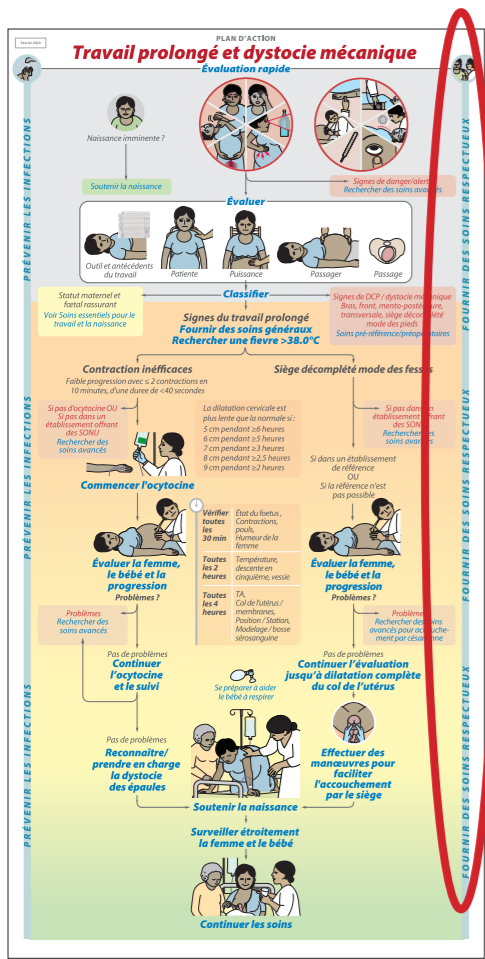 Février 2023
PLAN D'ACTION
Travail prolongé et dystocie mécanique
Évaluation rapide
Naissance imminente ?
Soutenir la naissance
Signes de danger/alerte
Rechercher des soins avancés
Évaluer
Outil et antécédents
du travail
Patiente
Puissance
Passager
Passage
Classifier
Statut maternel et
fœtal rassurant
Voir Soins essentiels pour le
travail et la naissance
Signes de DCP / dystocie mécanique
Bras, front, mento-postérieure,
transversale, siège décomplété
mode des pieds
Soins pré-référence/préopératoires
Signes du travail prolongé
Fournir des soins généraux
Rechercher une fievre >38.0°C
Contraction inefficaces
Faible progression avec ≤ 2 contractions en
10 minutes, d'une duree de <40 secondes
Siège décomplété mode des fesses
Si pas d'ocytocine OU
Si pas dans un
établissement offrant
des SONU
Rechercher des
soins avancés
La dilatation cervicale est
plus lente que la normale si :
5 cm pendant ≥6 heures
6 cm pendant ≥5 heures
7 cm pendant ≥3 heures
8 cm pendant ≥2,5 heures
9 cm pendant ≥2 heures
Si pas dans un
établissement offrant
des SONU
Rechercher des
soins avancés
Commencer l'ocytocine
Si dans un établissement
de référence
OU
Si la référence n'est
pas possible
Vérifier
toutes
les
30 min
État du foetus ,
Contractions,
pouls,
Humeur de la
femme
Toutes
les 2
heures
Température,
descente en
cinquième, vessie
Toutes
les 4
heures
TA,
Col de l'utérus /
membranes,
Position / Station,
Modelage / bosse
sérosanguine
Évaluer la femme,
le bébé et la
progression
Problèmes ?
Évaluer la femme,
le bébé et la
progression
Problèmes ?
Problèmes
Rechercher des
soins avancés
Problèmes
Rechercher des soins
avancés pour accouche-
ment par césarienne
Pas de problèmes
Continuer
l'ocytocine
et le suivi
Pas de problèmes
Continuer l'évaluation
jusqu'à dilatation complète
du col de l'utérus
Se préparer à aider
le bébé à respirer
Pas de problèmes
Reconnaître/
prendre en charge
la dystocie
des épaules
Effectuer des
manœuvres pour
faciliter
l'accouchement
par le siège
Soutenir la naissance
Surveiller étroitement
la femme et le bébé
Continuer les soins
PRÉVENIR LES INFECTIONS
PRÉVENIR LES INFECTIONS
PRÉVENIR LES INFECTIONS
FOURNIR DES SOINS RESPECTUEUX
FOURNIR DES SOINS RESPECTUEUX
FOURNIR DES SOINS RESPECTUEUX